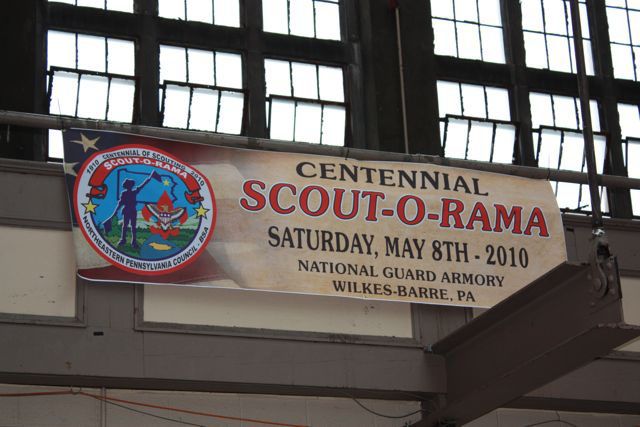 1910 CENTENNIAL OF SCOUTING 2010
SCOUT-O-RAMA
NORTHEASTERN PENNSYLVANIA COUNCIL - BSA
CENTENNIAL
SCOUT-O-RAMA
SATURDAY, MAY 8TH - 2010
NATIONAL GUARD ARMORY
WILKES-BARRE, PA